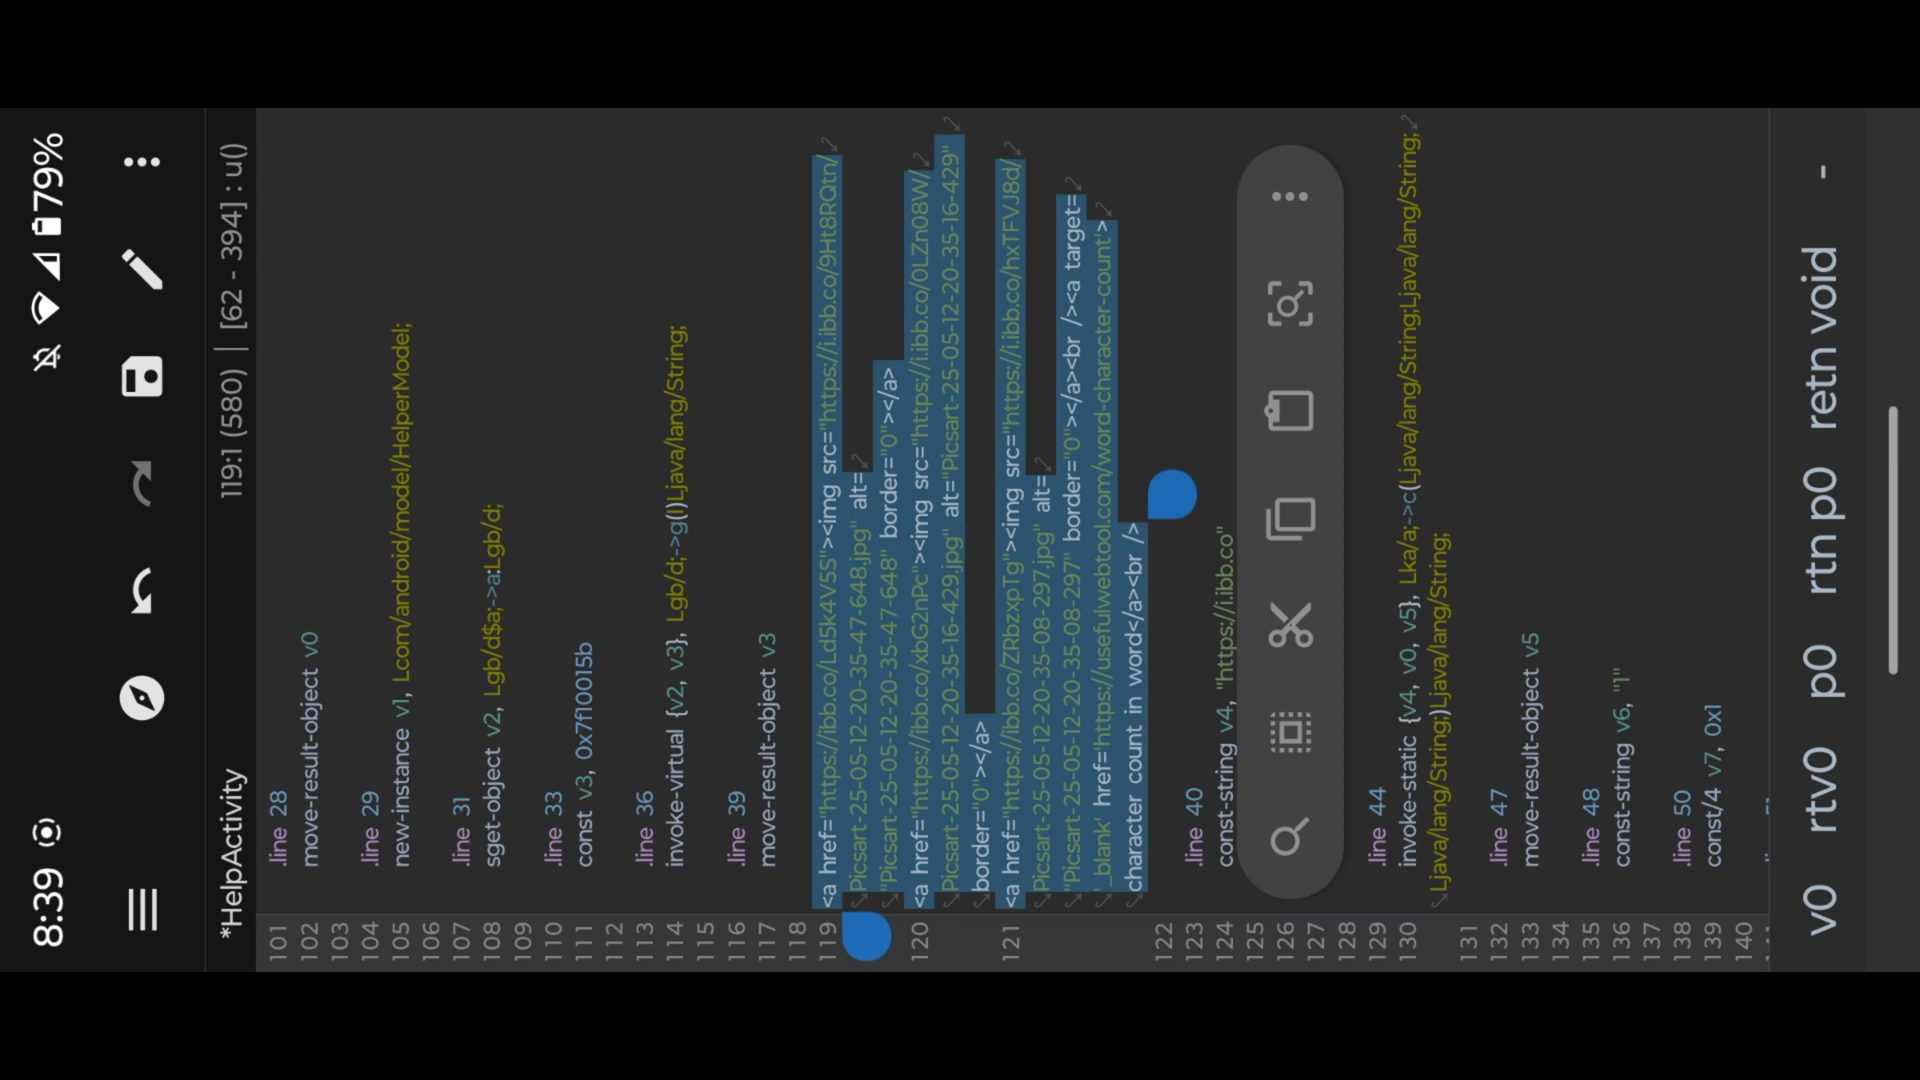 8:39 79%
*HelpActivity 119:1 (580) | [62 - 394] : u()
101 .line 28
102 move-result-object v0
103
104 .line 29
105 new-instance v1, Lcom/android/model/HelperModel;
106
107 .line 31
108 sget-object v2, Lgb/d$a;->a:Lgb/d;
109
110 .line 33
111 const v3, 0x7f10015b
112
113 .line 36
114 invoke-virtual {v2, v3}, Lgb/d;->g(I)Ljava/lang/String;
115
116 .line 39
117 move-result-object v3
118
119 <a href="https://ibb.co/Ld5k4V5S"><img src="https://i.ibb.co/9Ht8RQtn/
Picsart-25-05-12-20-35-47-648.jpg" alt=
"Picsart-25-05-12-20-35-47-648" border="0"></a>
120 <a href="https://ibb.co/xbG2nPc"><img src="https://i.ibb.co/0LZn08W/
Picsart-25-05-12-20-35-16-429.jpg" alt="Picsart-25-05-12-20-35-16-429"
border="0"></a>
121 <a href="https://ibb.co/ZRbzxpTg"><img src="https://i.ibb.co/hxTFVJ8d/
Picsart-25-05-12-20-35-08-297.jpg" alt=
"Picsart-25-05-12-20-35-08-297" border="0"></a><br /><a target=
'_blank' href='https://usefulwebtool.com/word-character-count'>
character count in word</a><br />
122
123 .line 40
124 const-string v4, "https://i.ibb.co"
125
126
127
128
129 .line 44
130 invoke-static {v4, v0, v5}, Lka/a;->c(Ljava/lang/String;Ljava/lang/String;
Ljava/lang/String;)Ljava/lang/String;
131
132 .line 47
133 move-result-object v5
134
135 .line 48
136 const-string v6, "1"
137
138 .line 50
139 const/4 v7, 0x1
140
v0 rtv0 p0 rtn p0 retn void -